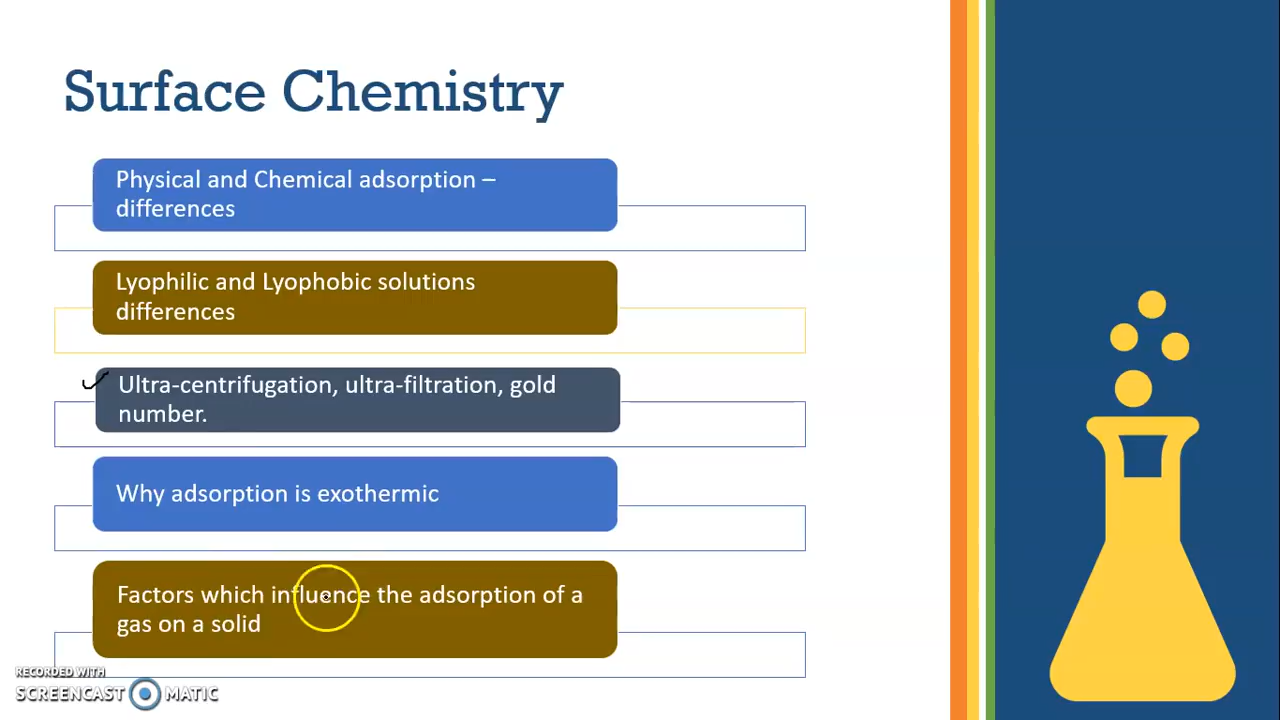 Surface Chemistry
Physical and Chemical adsorption –
differences
Lyophilic and Lyophobic solutions
differences
Ultra-centrifugation, ultra-filtration, gold
number.
Why adsorption is exothermic
Factors which influence the adsorption of a
gas on a solid
RECORDED WITH
SCREENCAST MATIC